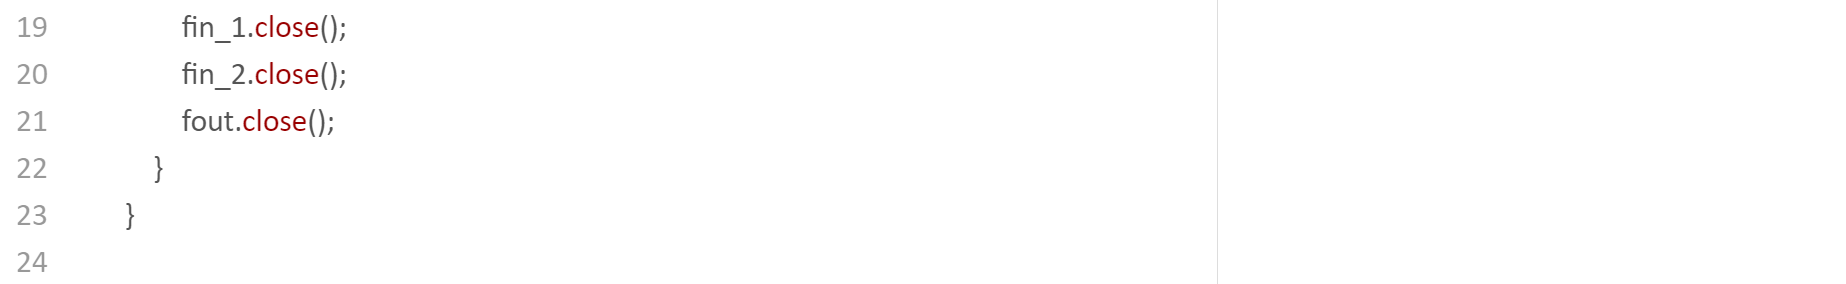 19 fin_1.close();
20 fin_2.close();
21 fout.close();
22 }
23 }
24